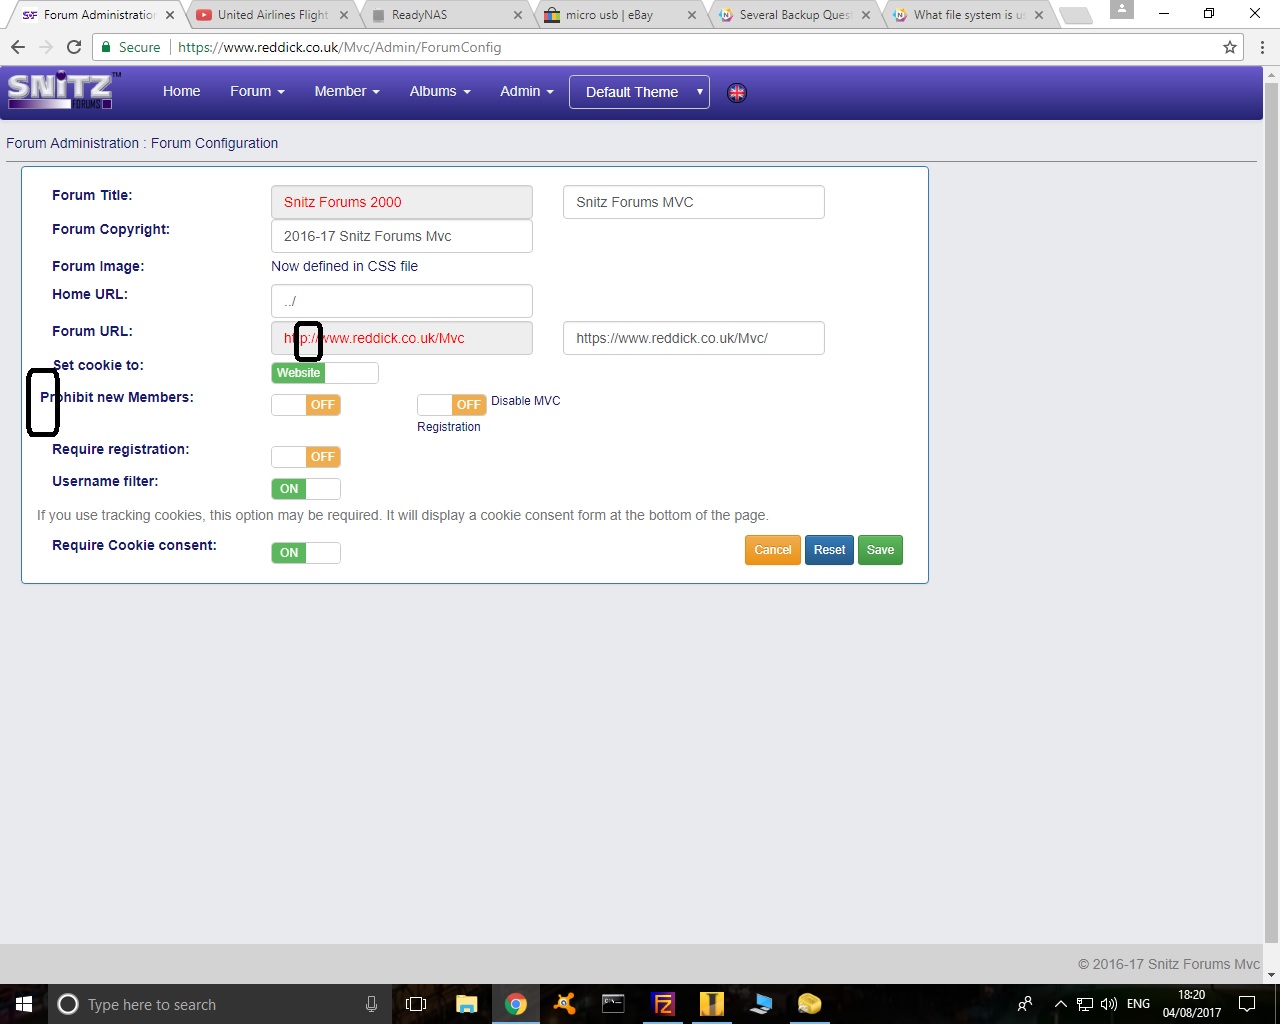 Forum Administration
United Airlines Flight
ReadyNAS
micro usb | eBay
Several Backup Quest
What file system is us
Secure https://www.reddick.co.uk/Mvc/Admin/ForumConfig
SNiTZ™ FORUMS
Home Forum Member Albums Admin Default Theme
Forum Administration : Forum Configuration
Forum Title: Snitz Forums 2000 Snitz Forums MVC
Forum Copyright: 2016-17 Snitz Forums Mvc
Forum Image: Now defined in CSS file
Home URL: ../
Forum URL: http://www.reddick.co.uk/Mvc https://www.reddick.co.uk/Mvc/
Set cookie to: Website
Prohibit new Members: OFF OFF Disable MVC
Registration
Require registration: OFF
Username filter: ON
If you use tracking cookies, this option may be required. It will display a cookie consent form at the bottom of the page.
Require Cookie consent: ON Cancel Reset Save
© 2016-17 Snitz Forums Mvc
Type here to search
ENG
18:20
04/08/2017